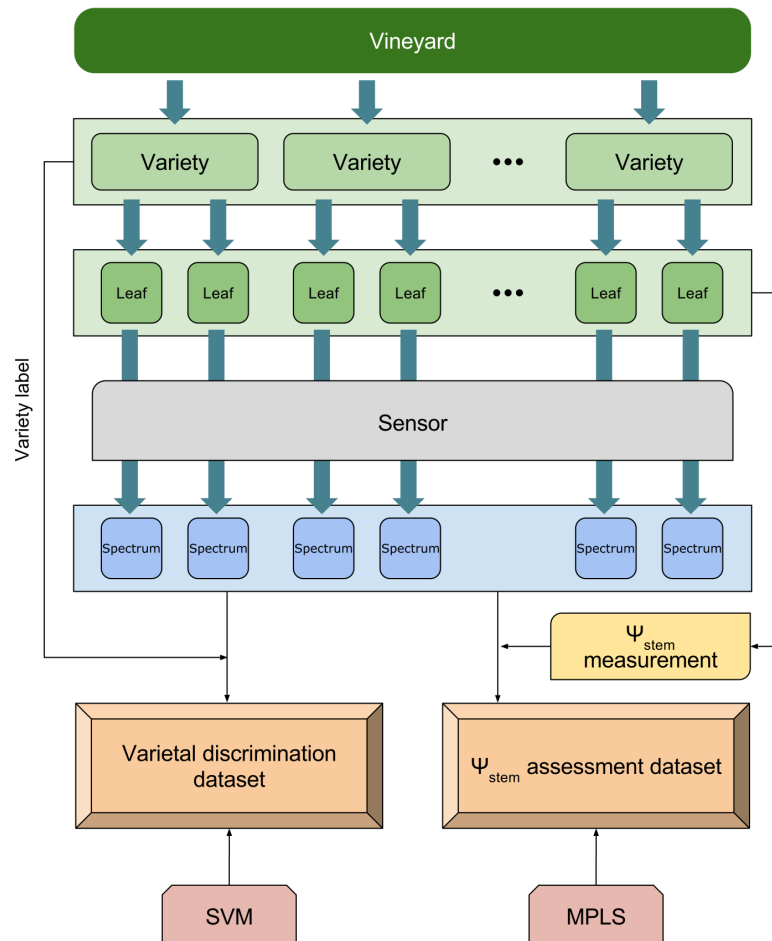 Vineyard
Variety Variety ••• Variety
Leaf Leaf Leaf Leaf ••• Leaf Leaf
Variety label
Sensor
Spectrum Spectrum Spectrum Spectrum Spectrum Spectrum
Ψstem
measurement
Varietal discrimination
dataset
Ψstem assessment dataset
SVM
MPLS